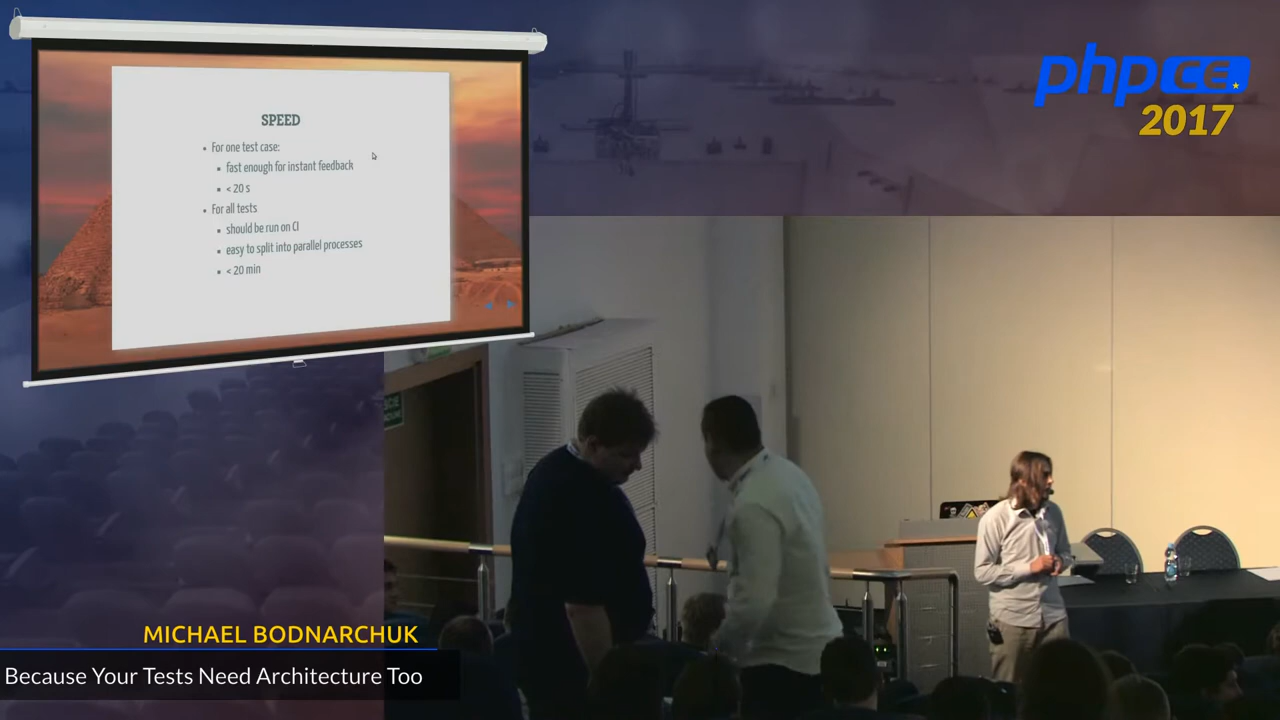 SPEED
• For one test case:
▪ fast enough for instant feedback
▪ < 20 s
• For all tests
▪ should be run on CI
▪ easy to split into parallel processes
▪ < 20 min
phpCE
2017
MICHAEL BODNARCHUK
Because Your Tests Need Architecture Too